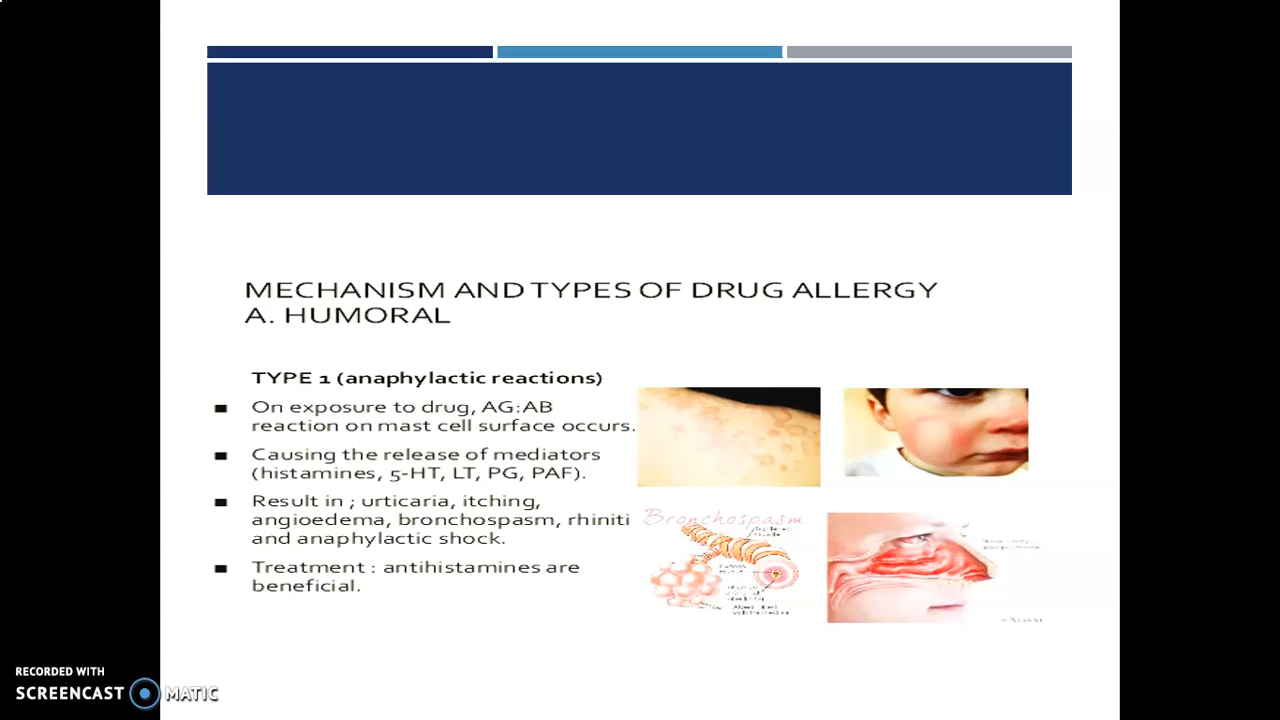 MECHANISM AND TYPES OF DRUG ALLERGY
A. HUMORAL
TYPE 1 (anaphylactic reactions)
■ On exposure to drug, AG:AB
reaction on mast cell surface occurs.
■ Causing the release of mediators
(histamines, 5-HT, LT, PG, PAF).
■ Result in ; urticaria, itching,
angioedema, bronchospasm, rhiniti
and anaphylactic shock.
■ Treatment : antihistamines are
beneficial.
Bronchospasm
RECORDED WITH
SCREENCAST MATIC